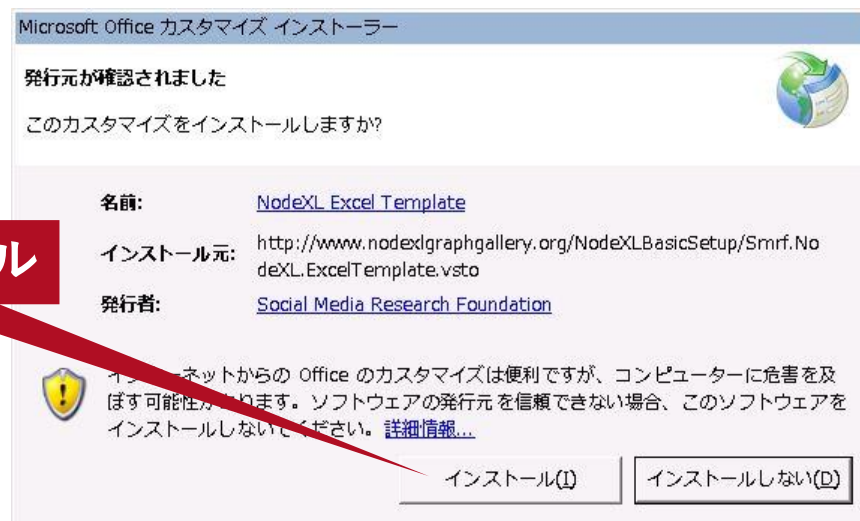 Microsoft Office カスタマイズ インストーラー
発行元が確認されました
このカスタマイズをインストールしますか?
名前: NodeXL Excel Template
インストール元: http://www.nodexlgraphgallery.org/NodeXLBasicSetup/Smrf.No
deXL.ExcelTemplate.vsto
発行者: Social Media Research Foundation
ル
インターネットからの Office のカスタマイズは便利ですが、コンピューターに危害を及
ぼす可能性があります。ソフトウェアの発行元を信頼できない場合、このソフトウェアを
インストールしないでください。詳細情報...
インストール(I) インストールしない(D)